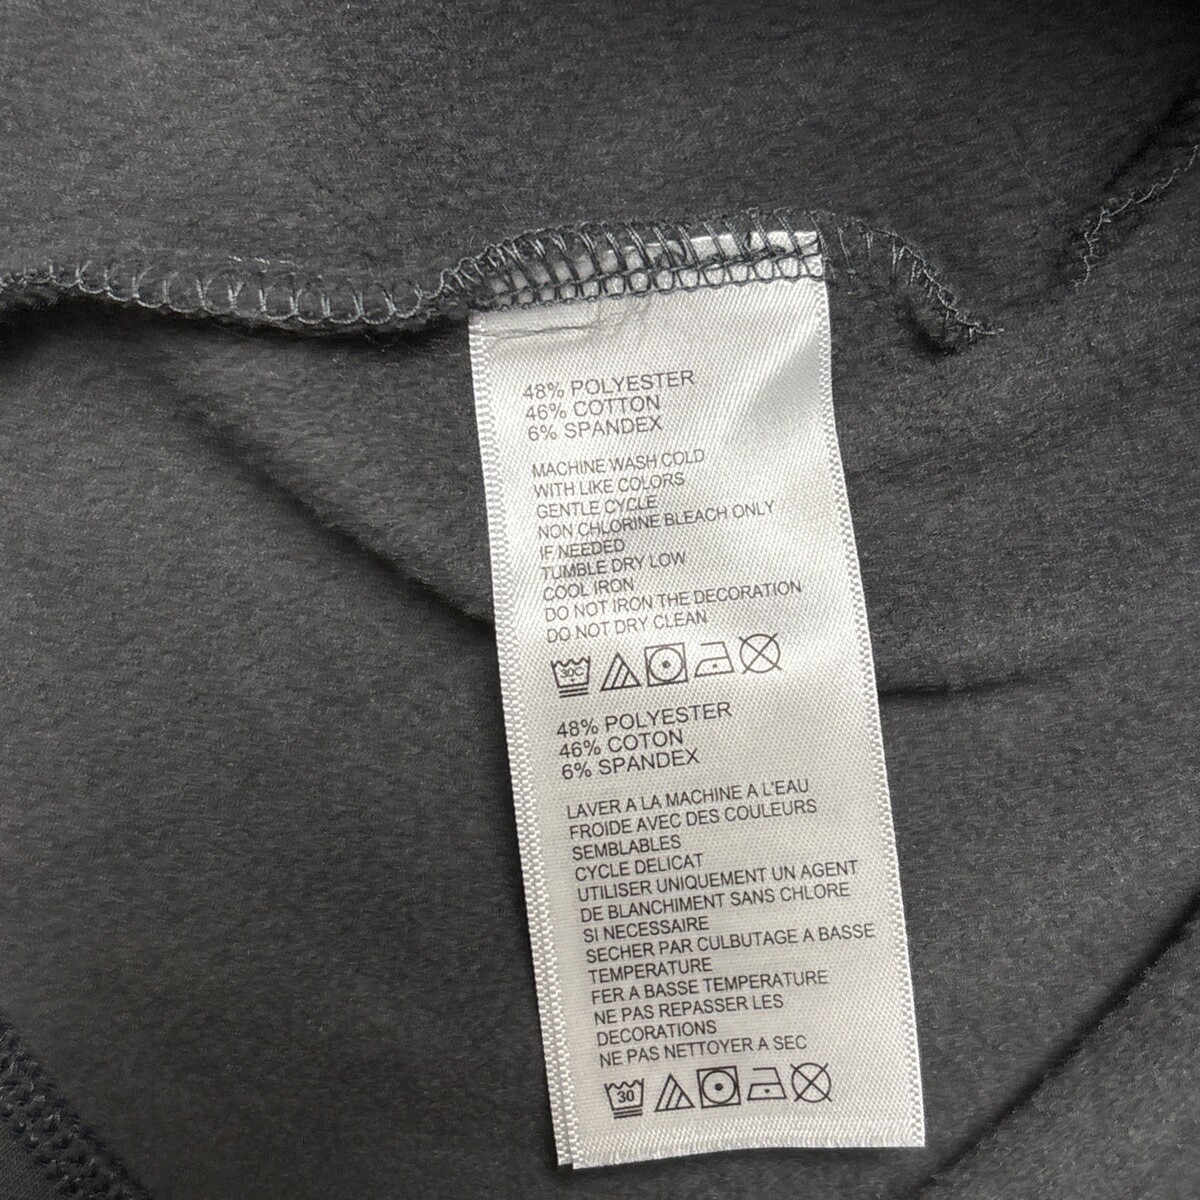 48% POLYESTER
46% COTTON
6% SPANDEX
MACHINE WASH COLD
WITH LIKE COLORS
GENTLE CYCLE
NON CHLORINE BLEACH ONLY
IF NEEDED
TUMBLE DRY LOW
COOL IRON
DO NOT IRON THE DECORATION
DO NOT DRY CLEAN
30°C
48% POLYESTER
46% COTON
6% SPANDEX
LAVER A LA MACHINE A L'EAU
FROIDE AVEC DES COULEURS
SEMBLABLES
CYCLE DELICAT
UTILISER UNIQUEMENT UN AGENT
DE BLANCHIMENT SANS CHLORE
SI NECESSAIRE
SECHER PAR CULBUTAGE A BASSE
TEMPERATURE
FER A BASSE TEMPERATURE
NE PAS REPASSER LES
DECORATIONS
NE PAS NETTOYER A SEC
30